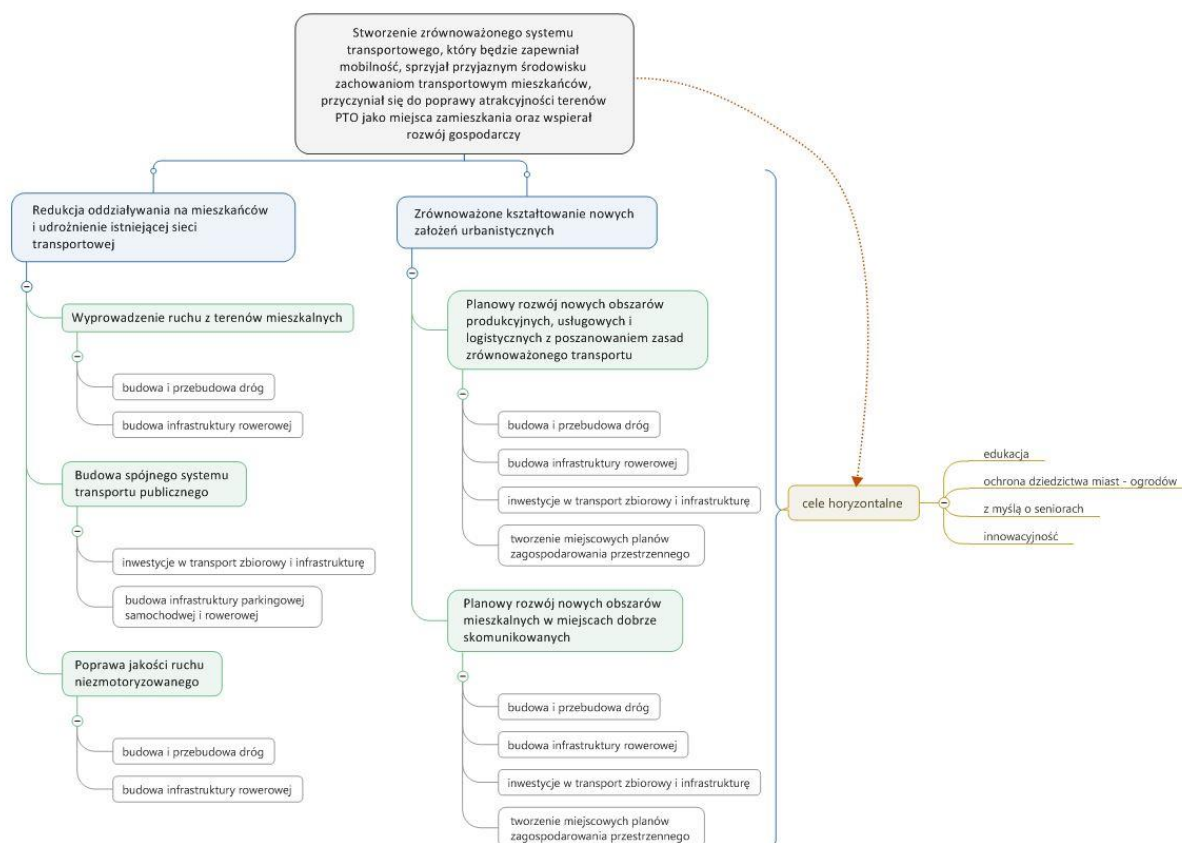 Stworzenie zrównoważonego systemu
transportowego, który będzie zapewniał
mobilność, sprzyjał przyjaznym środowisku
zachowaniom transportowym mieszkańców,
przyczyniał się do poprawy atrakcyjności terenów
PTO jako miejsca zamieszkania oraz wspierał
rozwój gospodarczy
Redukcja oddziaływania na mieszkańców
i udrożnienie istniejącej sieci
transportowej
Wyprowadzenie ruchu z terenów mieszkalnych
budowa i przebudowa dróg
budowa infrastruktury rowerowej
Budowa spójnego systemu
transportu publicznego
inwestycje w transport zbiorowy i infrastrukturę
budowa infrastruktury parkingowej
samochodwej i rowerowej
Poprawa jakości ruchu
niezmotoryzowanego
budowa i przebudowa dróg
budowa infrastruktury rowerowej
Zrównoważone kształtowanie nowych
założeń urbanistycznych
Planowy rozwój nowych obszarów
produkcyjnych, usługowych i
logistycznych z poszanowaniem zasad
zrównoważonego transportu
budowa i przebudowa dróg
budowa infrastruktury rowerowej
inwestycje w transport zbiorowy i infrastrukturę
tworzenie miejscowych planów
zagospodarowania przestrzennego
Planowy rozwój nowych obszarów
mieszkalnych w miejscach dobrze
skomunikowanych
budowa i przebudowa dróg
budowa infrastruktury rowerowej
inwestycje w transport zbiorowy i infrastrukturę
tworzenie miejscowych planów
zagospodarowania przestrzennego
cele horyzontalne
edukacja
ochrona dziedzictwa miast - ogrodów
z myślą o seniorach
innowacyjność